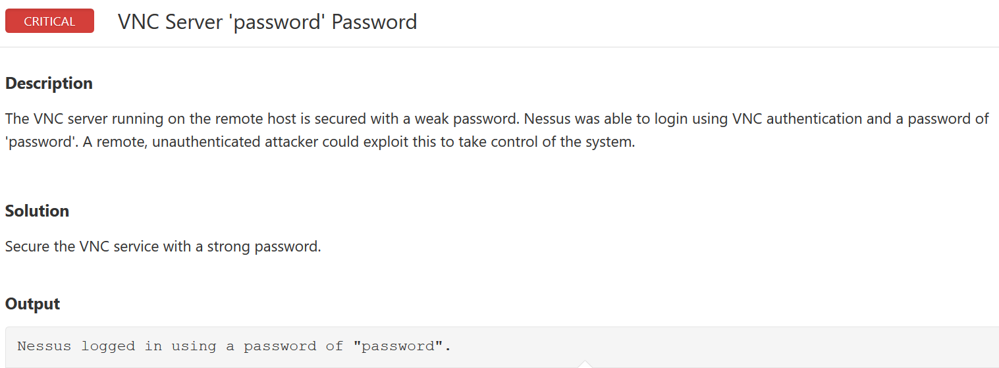 CRITICAL VNC Server 'password' Password
Description
The VNC server running on the remote host is secured with a weak password. Nessus was able to login using VNC authentication and a password of
'password'. A remote, unauthenticated attacker could exploit this to take control of the system.
Solution
Secure the VNC service with a strong password.
Output
Nessus logged in using a password of "password".